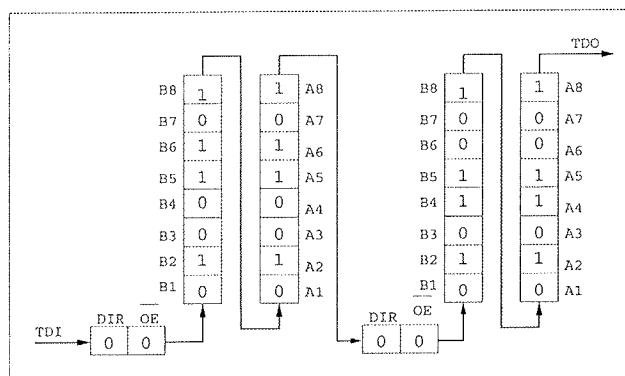 TDO
B8 1 1 A8 B8 1 1 A8
B7 0 0 A7 B7 0 0 A7
B6 1 1 A6 B6 0 0 A6
B5 1 1 A5 B5 1 1 A5
B4 0 0 A4 B4 1 1 A4
B3 0 0 A3 B3 0 0 A3
B2 1 1 A2 B2 1 1 A2
B1 0 0 A1 B1 0 0 A1
DIR OE DIR OE
TDI 0 0 0 0